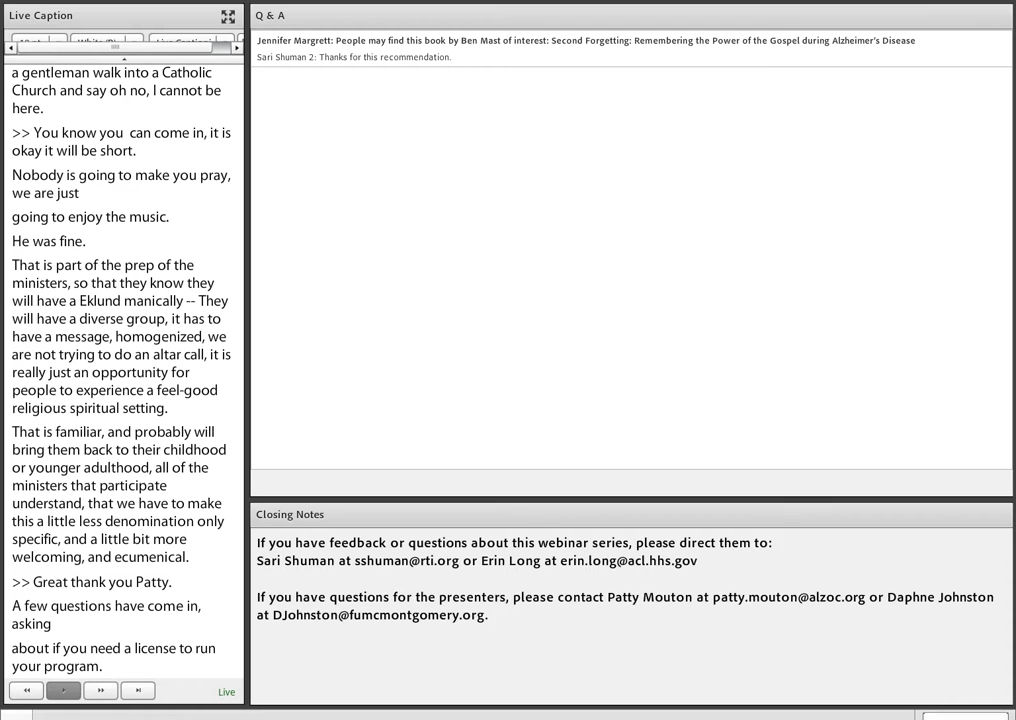 Live Caption
a gentleman walk into a Catholic
Church and say oh no, I cannot be
here.
>> You know you can come in, it is
okay it will be short.
Nobody is going to make you pray,
we are just
going to enjoy the music.
He was fine.
That is part of the prep of the
ministers, so that they know they
will have a Eklund manically -- They
will have a diverse group, it has to
have a message, homogenized, we
are not trying to do an altar call, it is
really just an opportunity for
people to experience a feel-good
religious spiritual setting.
That is familiar, and probably will
bring them back to their childhood
or younger adulthood, all of the
ministers that participate
understand, that we have to make
this a little less denomination only
specific, and a little bit more
welcoming, and ecumenical.
>> Great thank you Patty.
A few questions have come in,
asking
about if you need a license to run
your program.
Live
Q & A
Jennifer Margrett: People may find this book by Ben Mast of interest: Second Forgetting: Remembering the Power of the Gospel during Alzheimer's Disease
Sari Shuman 2: Thanks for this recommendation.
Closing Notes
If you have feedback or questions about this webinar series, please direct them to:
Sari Shuman at sshuman@rti.org or Erin Long at erin.long@acl.hhs.gov
If you have questions for the presenters, please contact Patty Mouton at patty.mouton@alzoc.org or Daphne Johnston
at DJohnston@fumcmontgomery.org.